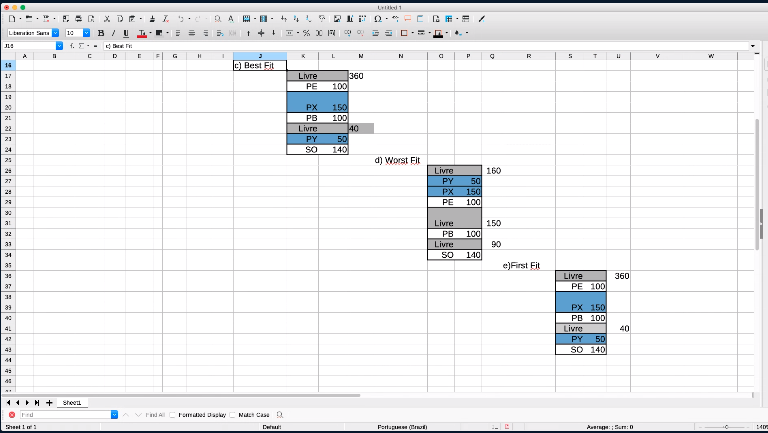 Untitled 1
Liberation Sans 10
J16 c) Best Fit
A B C D E F G H I J K L M N O P Q R S T U V W
16 c) Best Fit
17 Livre 360
18 PE 100
19
20 PX 150
21 PB 100
22 Livre 40
23 PY 50
24 SO 140
25 d) Worst Fit
26 Livre 160
27 PY 50
28 PX 150
29 PE 100
30
31 Livre 150
32 PB 100
33 Livre 90
34 SO 140
35 e)First Fit
36 Livre 360
37 PE 100
38
39 PX 150
40 PB 100
41 Livre 40
42 PY 50
43 SO 140
44
45
46
Sheet1
Find Find All Formatted Display Match Case
Sheet 1 of 1 Default Portuguese (Brazil) Average: ; Sum: 0 140%